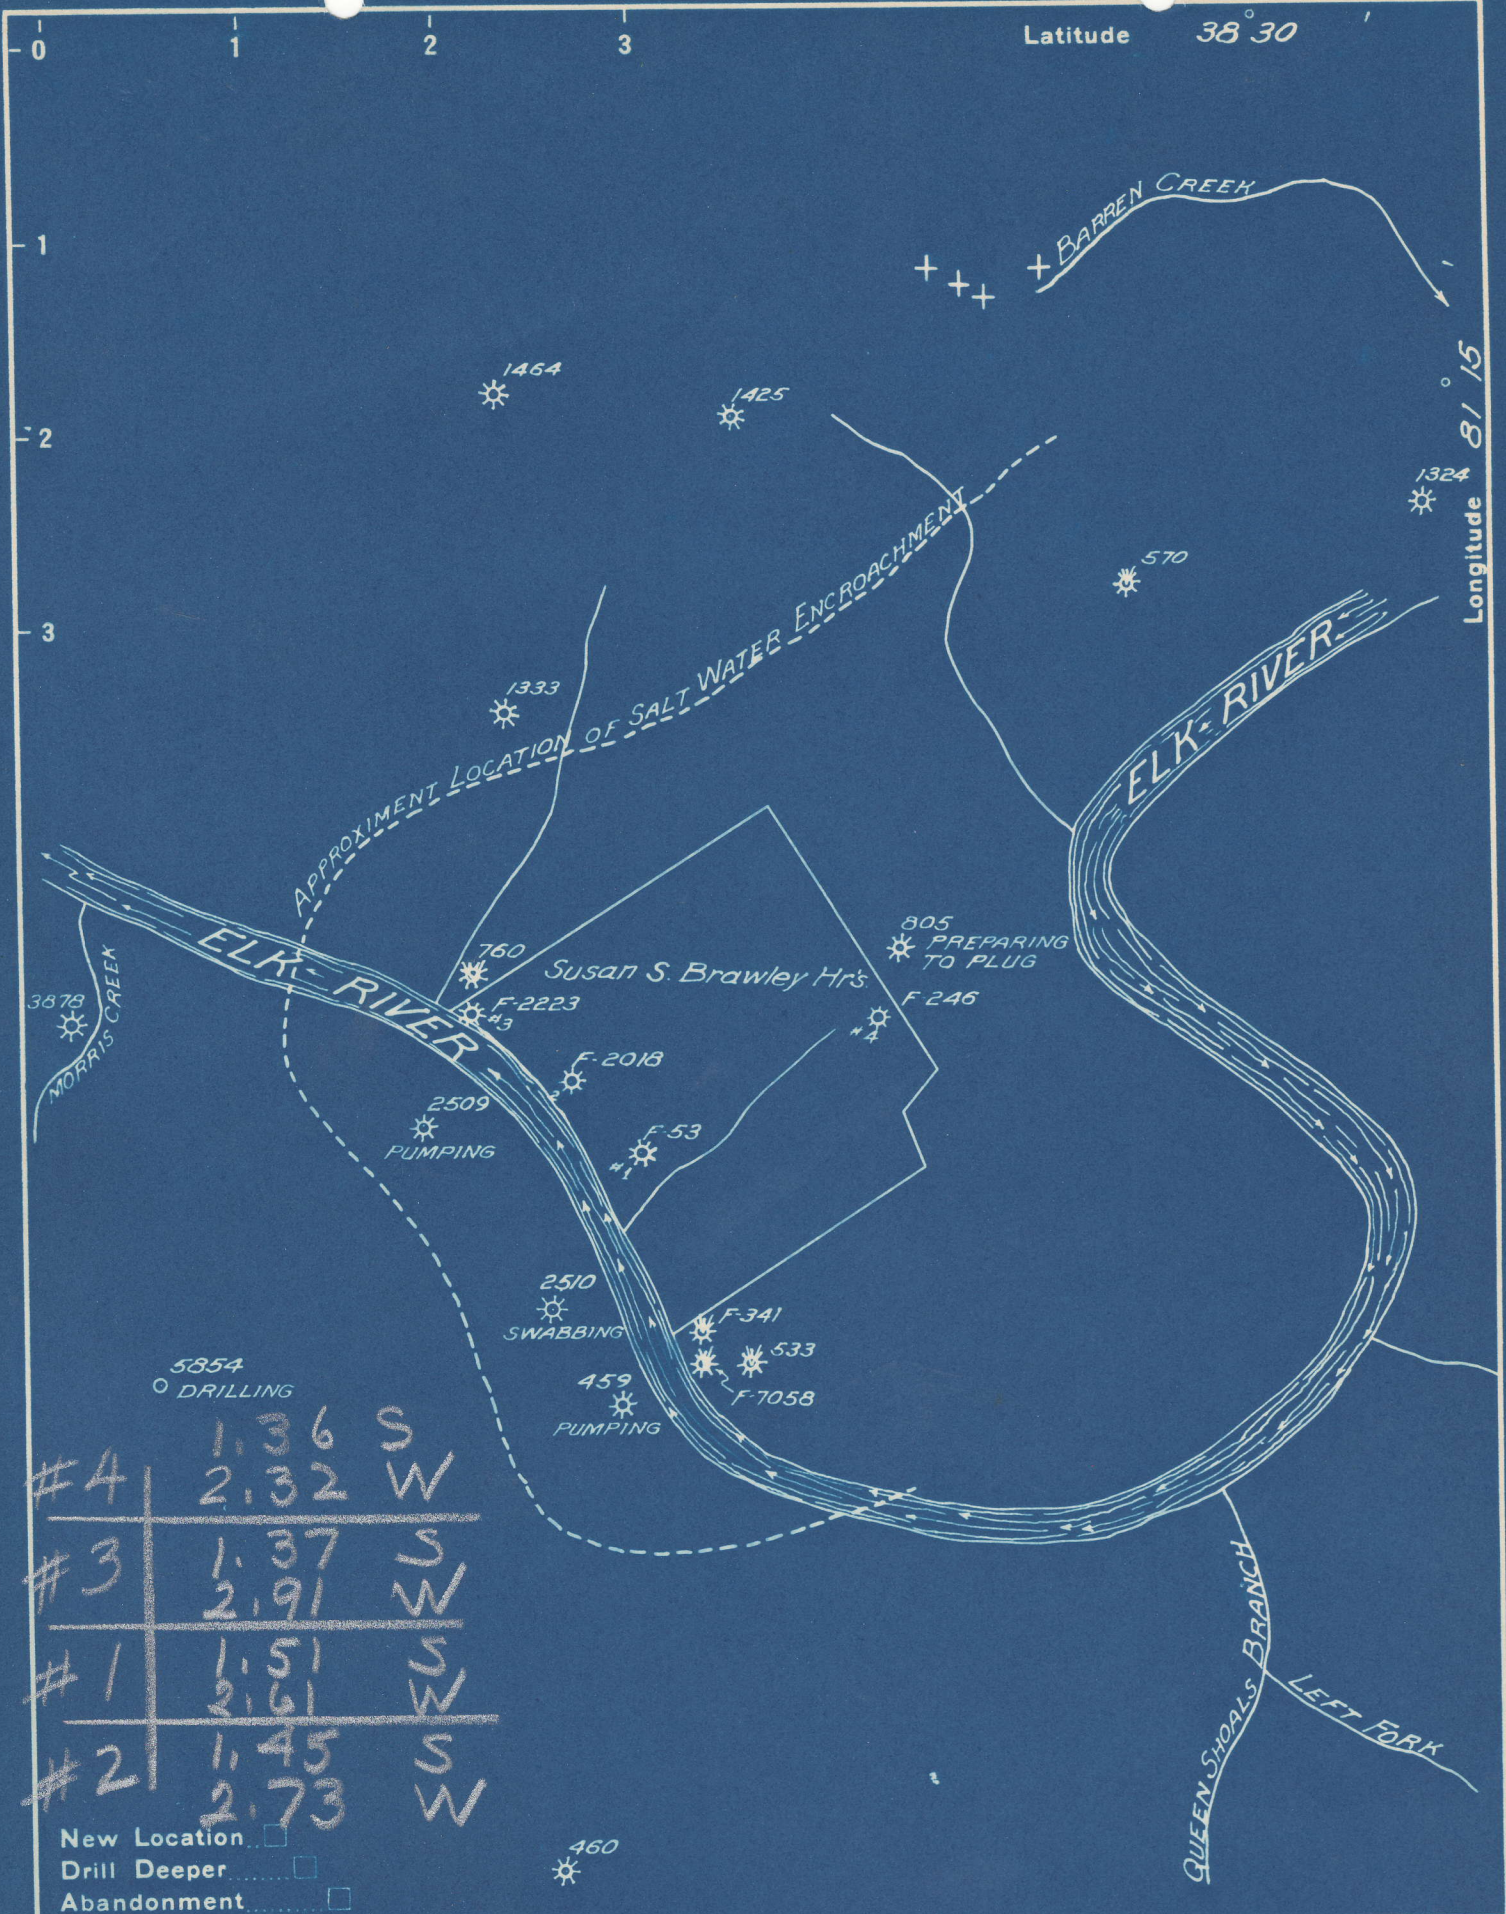 0 1 2 3 Latitude 38°30'
1
2
3
Longitude 81° 15'
BARREN CREEK
1464
1425
1324
570
1333
APPROXIMENT LOCATION OF SALT WATER ENCROACHMENT
ELK RIVER
ELK RIVER
805
PREPARING
TO PLUG
760
Susan S. Brawley Hr's.
F-2223
#3
F-246
#4
3878
MORRIS CREEK
F-2018
2
2509
PUMPING
F-53
#1
2510
SWABBING
F-341
533
F-7058
459
PUMPING
5854
DRILLING
#4 1.36 S
2.32 W
#3 1.37 S
2.91 W
#1 1.51 S
2.61 W
#2 1.45 S
2.73 W
QUEEN SHOALS BRANCH
LEFT FORK
460
New Location
Drill Deeper
Abandonment